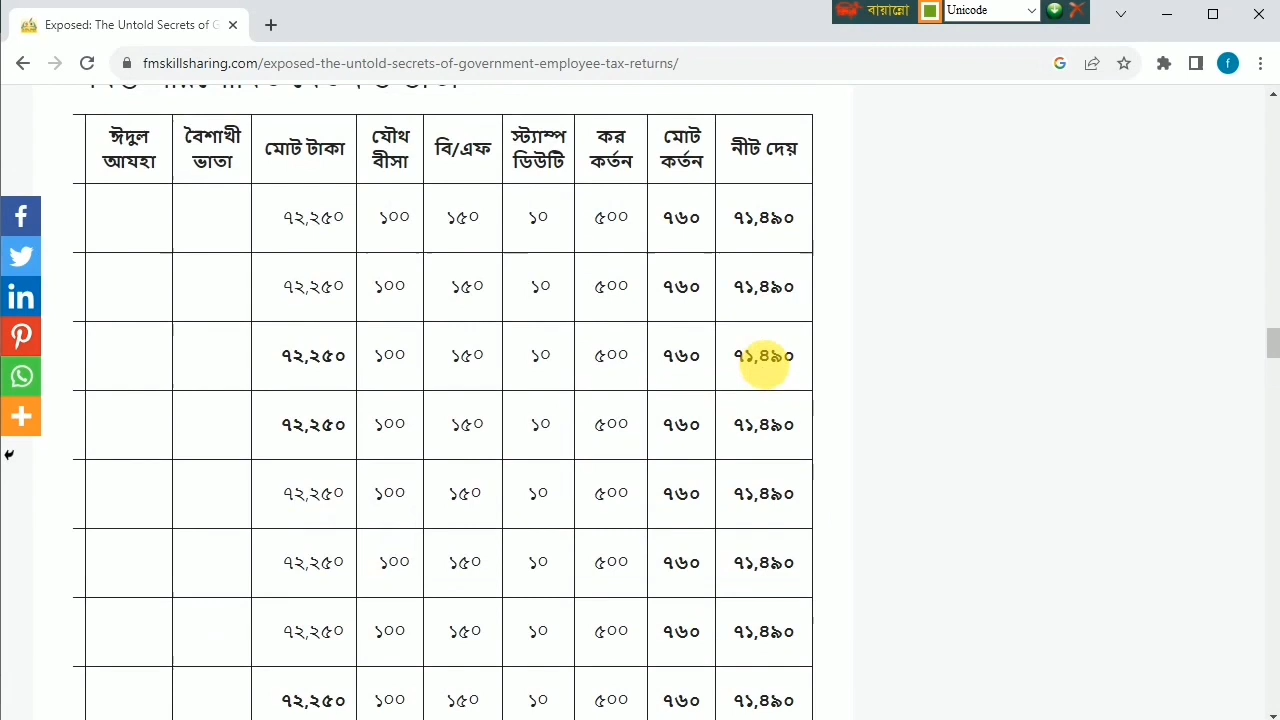 Exposed: The Untold Secrets of G
বায়ান্নো
Unicode
fmskillsharing.com/exposed-the-untold-secrets-of-government-employee-tax-returns/
f
ঈদুল আযহা বৈশাখী ভাতা মোট টাকা যৌথ বীসা বি/এফ স্ট্যাম্প ডিউটি কর কর্তন মোট কর্তন নীট দেয়
৭২,২৫০ ১০০ ১৫০ ১০ ৫০০ ৭৬০ ৭১,৪৯০
৭২,২৫০ ১০০ ১৫০ ১০ ৫০০ ৭৬০ ৭১,৪৯০
৭২,২৫০ ১০০ ১৫০ ১০ ৫০০ ৭৬০ ৭১,৪৯০
৭২,২৫০ ১০০ ১৫০ ১০ ৫০০ ৭৬০ ৭১,৪৯০
৭২,২৫০ ১০০ ১৫০ ১০ ৫০০ ৭৬০ ৭১,৪৯০
৭২,২৫০ ১০০ ১৫০ ১০ ৫০০ ৭৬০ ৭১,৪৯০
৭২,২৫০ ১০০ ১৫০ ১০ ৫০০ ৭৬০ ৭১,৪৯০
৭২,২৫০ ১০০ ১৫০ ১০ ৫০০ ৭৬০ ৭১,৪৯০